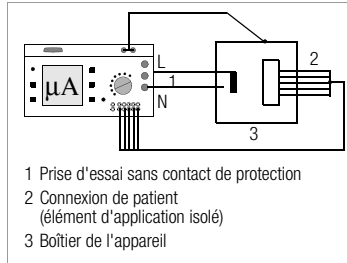 L
µA
1
N
2
3
1 Prise d'essai sans contact de protection
2 Connexion de patient
(élément d'application isolé)
3 Boîtier de l'appareil